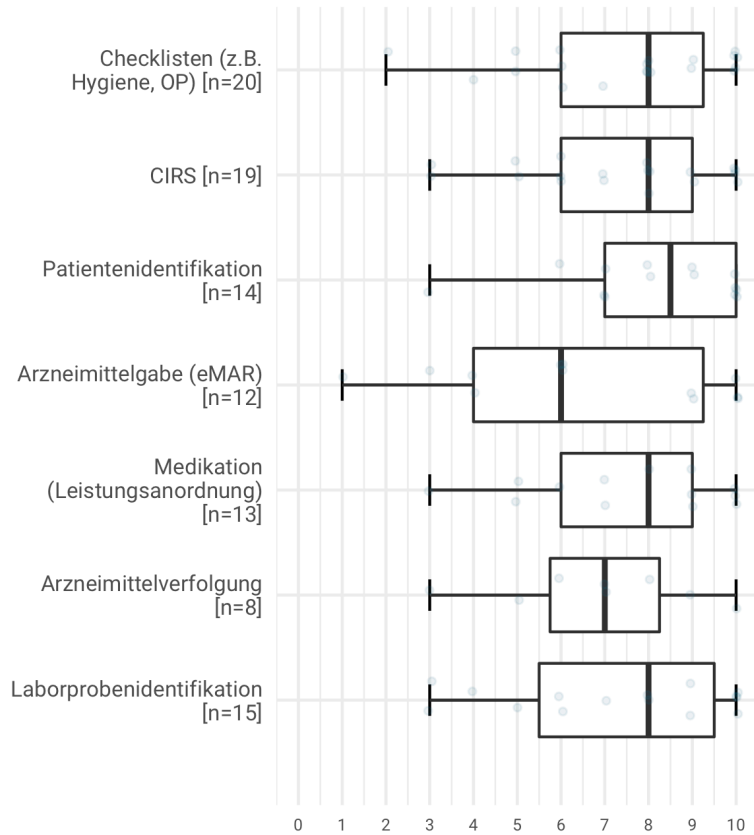 Checklisten (z.B.
Hygiene, OP) [n=20]
CIRS [n=19]
Patientenidentifikation
[n=14]
Arzneimittelgabe (eMAR)
[n=12]
Medikation
(Leistungsanordnung)
[n=13]
Arzneimittelverfolgung
[n=8]
Laborprobenidentifikation
[n=15]
0 1 2 3 4 5 6 7 8 9 10